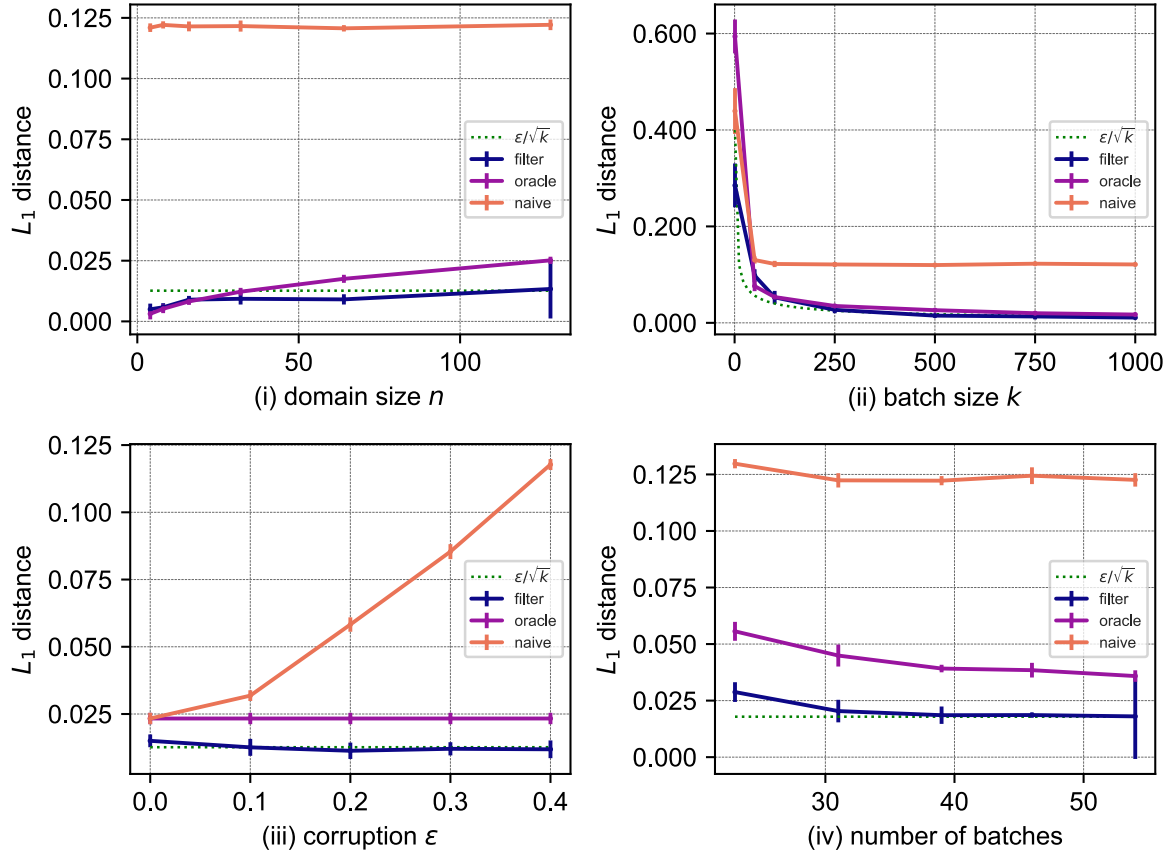 0.125
0.100
0.075
0.050
0.025
0.000
L₁ distance
ε/√k
filter
oracle
naive
0 50 100
(i) domain size n
0.600
0.400
0.200
0.000
L₁ distance
ε/√k
filter
oracle
naive
0 250 500 750 1000
(ii) batch size k
0.125
0.100
0.075
0.050
0.025
L₁ distance
ε/√k
filter
oracle
naive
0.0 0.1 0.2 0.3 0.4
(iii) corruption ε
0.125
0.100
0.075
0.050
0.025
0.000
L₁ distance
ε/√k
filter
oracle
naive
30 40 50
(iv) number of batches